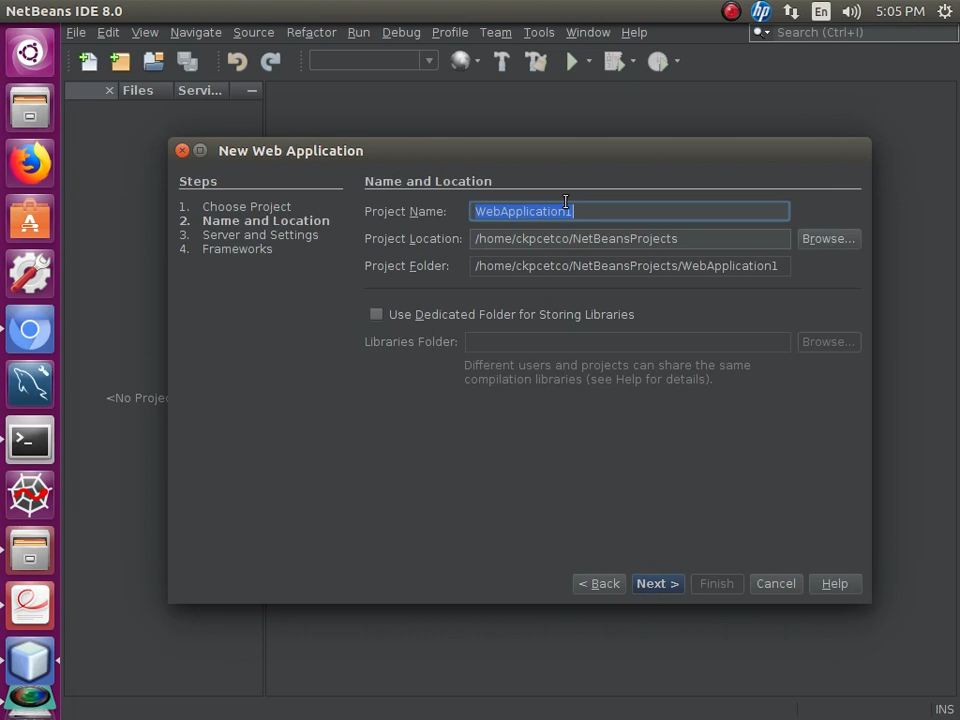 NetBeans IDE 8.0
En
5:05 PM
File Edit View Navigate Source Refactor Run Debug Profile Team Tools Window Help
Search (Ctrl+I)
Files Servi...
New Web Application
Steps
1. Choose Project
2. Name and Location
3. Server and Settings
4. Frameworks
Name and Location
Project Name: WebApplication1
Project Location: /home/ckpcetco/NetBeansProjects Browse...
Project Folder: /home/ckpcetco/NetBeansProjects/WebApplication1
Use Dedicated Folder for Storing Libraries
Libraries Folder: Browse...
Different users and projects can share the same
compilation libraries (see Help for details).
<No Proje
< Back Next > Finish Cancel Help
INS